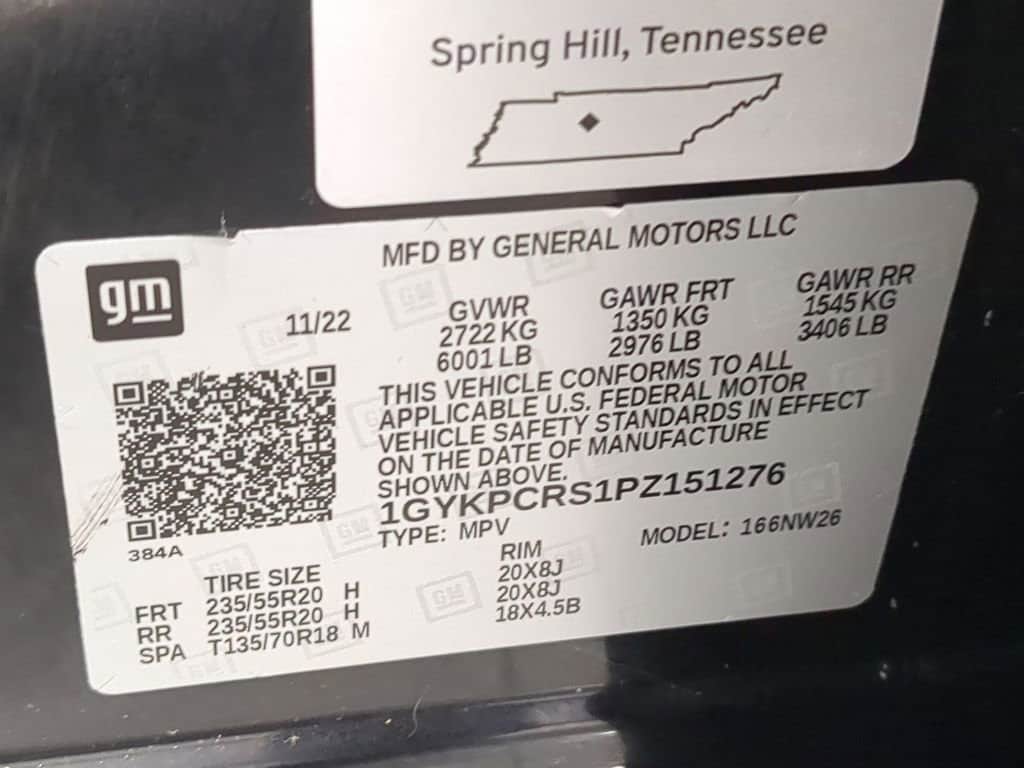 Spring Hill, Tennessee
MFD BY GENERAL MOTORS LLC
gm
11/22
GVWR
2722 KG
6001 LB
GAWR FRT
1350 KG
2976 LB
GAWR RR
1545 KG
3406 LB
THIS VEHICLE CONFORMS TO ALL
APPLICABLE U.S. FEDERAL MOTOR
VEHICLE SAFETY STANDARDS IN EFFECT
ON THE DATE OF MANUFACTURE
SHOWN ABOVE.
1GYKPCRS1PZ151276
TYPE: MPV
MODEL: 166NW26
384A
TIRE SIZE RIM
FRT 235/55R20 H 20X8J
RR 235/55R20 H 20X8J
SPA T135/70R18 M 18X4.5B